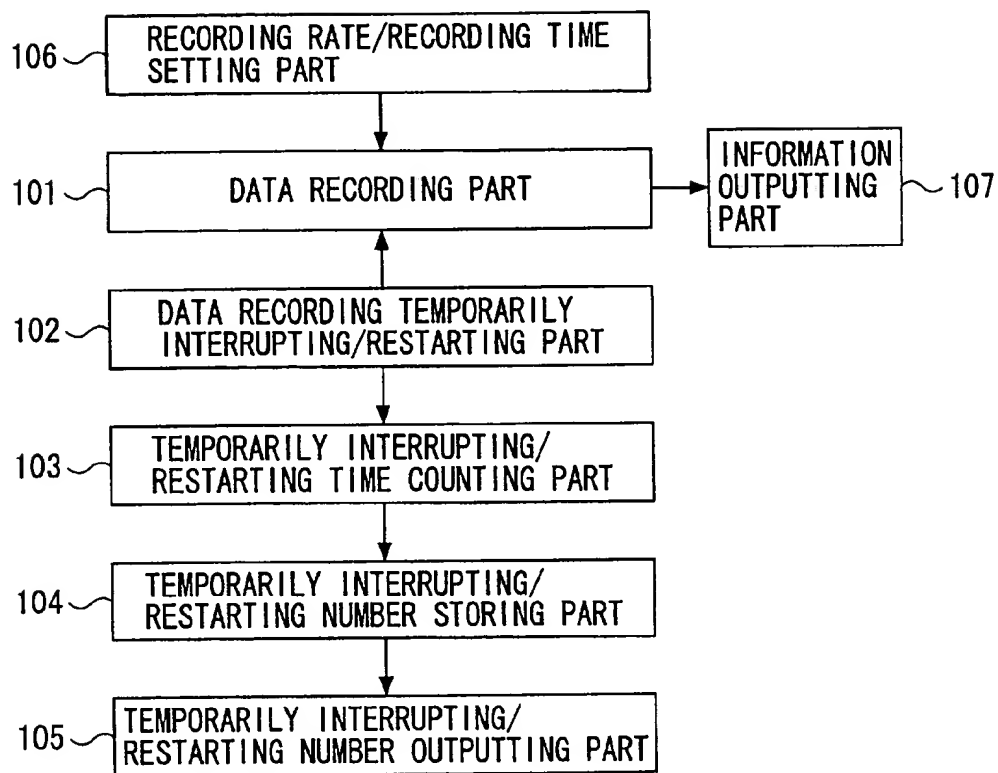 106
RECORDING RATE/RECORDING TIME
SETTING PART
101
DATA RECORDING PART
INFORMATION
OUTPUTTING
PART
107
102
DATA RECORDING TEMPORARILY
INTERRUPTING/RESTARTING PART
103
TEMPORARILY INTERRUPTING/
RESTARTING TIME COUNTING PART
104
TEMPORARILY INTERRUPTING/
RESTARTING NUMBER STORING PART
105
TEMPORARILY INTERRUPTING/
RESTARTING NUMBER OUTPUTTING PART